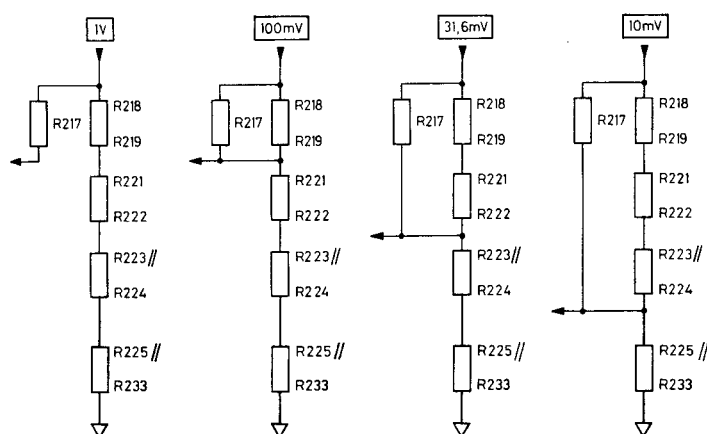 1V
100mV
31,6mV
10mV
R217
R218
R219
R221
R222
R223//
R224
R225//
R233
R217
R218
R219
R221
R222
R223//
R224
R225//
R233
R217
R218
R219
R221
R222
R223//
R224
R225//
R233
R217
R218
R219
R221
R222
R223//
R224
R225//
R233